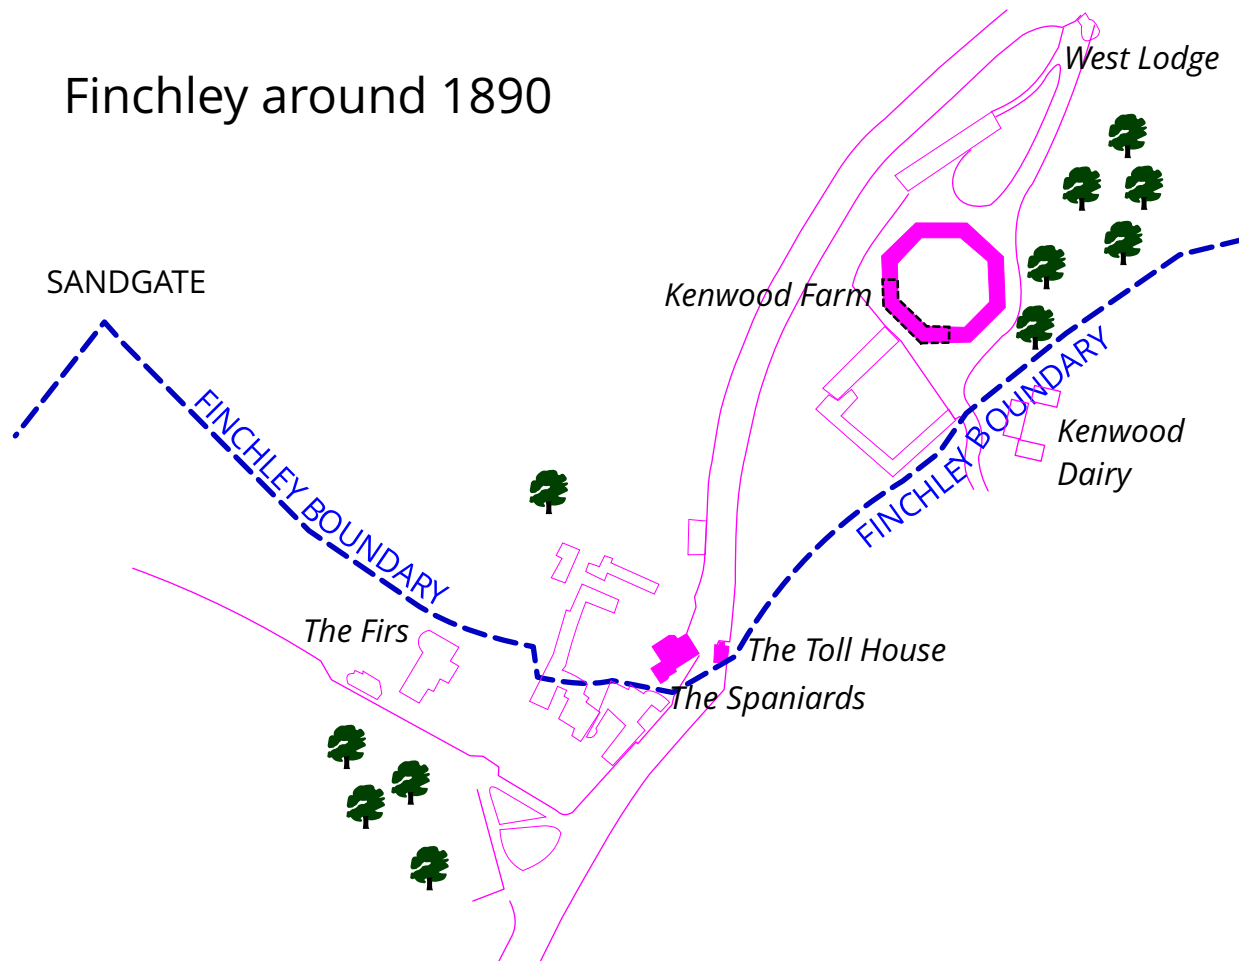 West Lodge
Finchley around 1890
SANDGATE
Kenwood Farm
FINCHLEY BOUNDARY
FINCHLEY BOUNDARY
Kenwood
Dairy
The Firs
The Toll House
The Spaniards